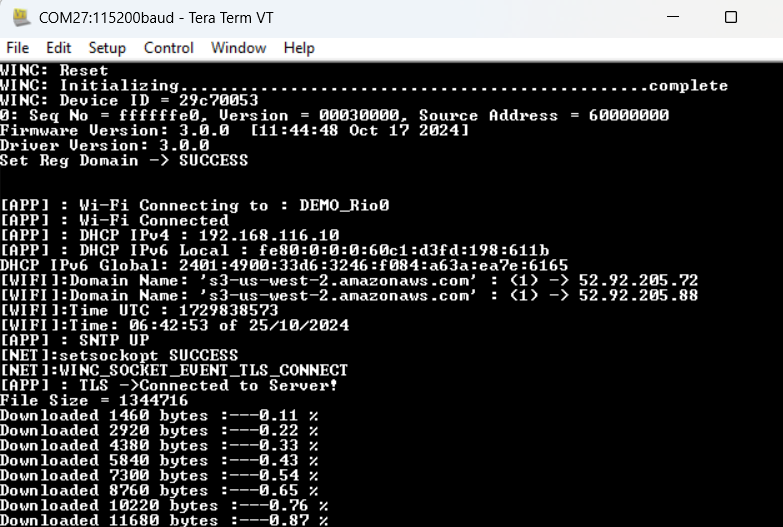 COM27:115200baud - Tera Term VT
File Edit Setup Control Window Help
WINC: Reset
WINC: Initializing.......................................................complete
WINC: Device ID = 29c70053
0: Seq No = ffffffe0, Version = 00030000, Source Address = 60000000
Firmware Version: 3.0.0 [11:44:48 Oct 17 2024]
Driver Version: 3.0.0
Set Reg Domain -> SUCCESS
[APP] : Wi-Fi Connecting to : DEMO_Rio0
[APP] : Wi-Fi Connected
[APP] : DHCP IPv4 : 192.168.116.10
[APP] : DHCP IPv6 Local : fe80:0:0:0:60c1:d3fd:198:611b
DHCP IPv6 Global: 2401:4900:33d6:3246:f084:a63a:ea7e:6165
[WIFI]:Domain Name: 's3-us-west-2.amazonaws.com' : (1) -> 52.92.205.72
[WIFI]:Domain Name: 's3-us-west-2.amazonaws.com' : (1) -> 52.92.205.88
[WIFI]:Time UTC : 1729838573
[WIFI]:Time: 06:42:53 of 25/10/2024
[APP] : SNTP UP
[NET]:setsockopt SUCCESS
[NET]:WINC_SOCKET_EVENT_TLS_CONNECT
[APP] : TLS ->Connected to Server!
File Size = 1344716
Downloaded 1460 bytes :---0.11 %
Downloaded 2920 bytes :---0.22 %
Downloaded 4380 bytes :---0.33 %
Downloaded 5840 bytes :---0.43 %
Downloaded 7300 bytes :---0.54 %
Downloaded 8760 bytes :---0.65 %
Downloaded 10220 bytes :---0.76 %
Downloaded 11680 bytes :---0.87 %